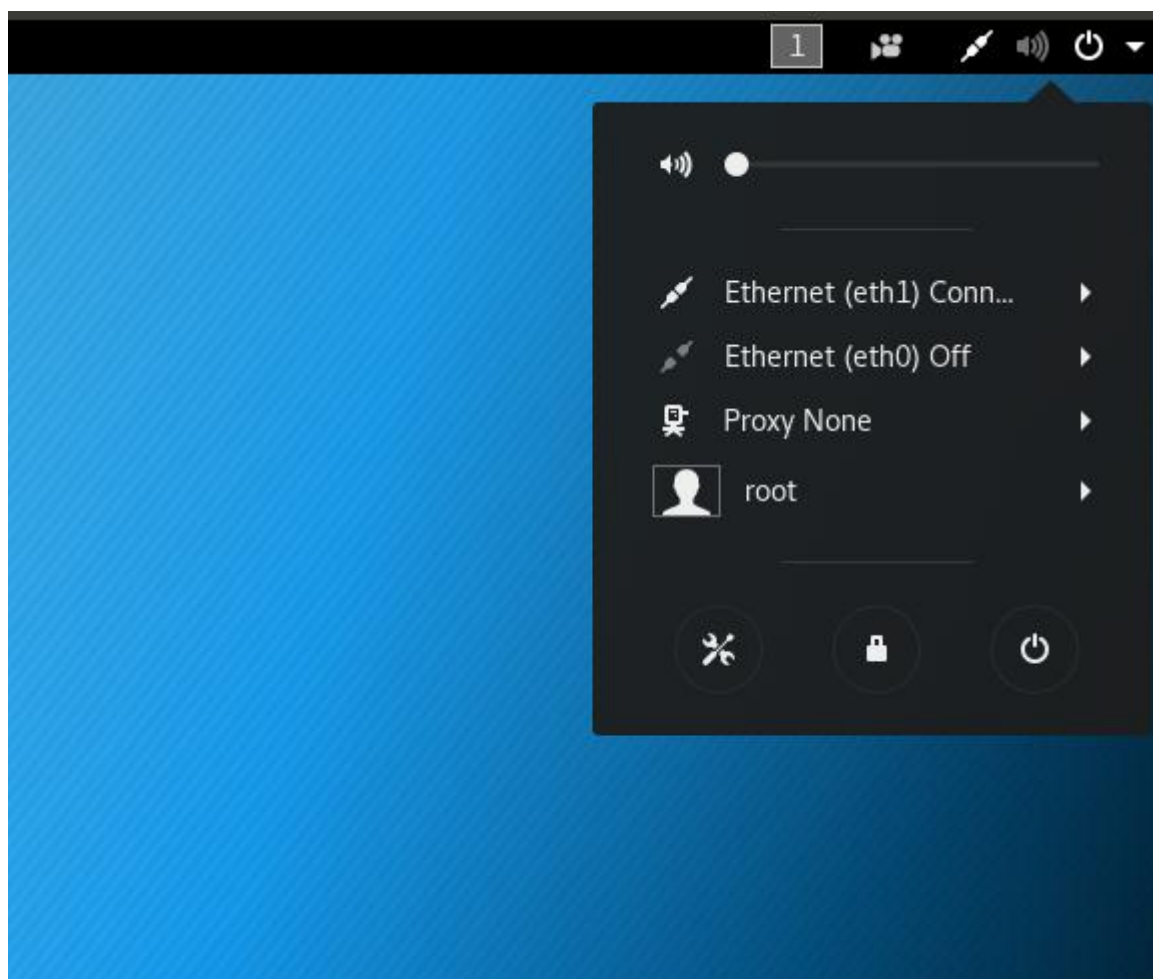 1
Ethernet (eth1) Conn...
Ethernet (eth0) Off
Proxy None
root